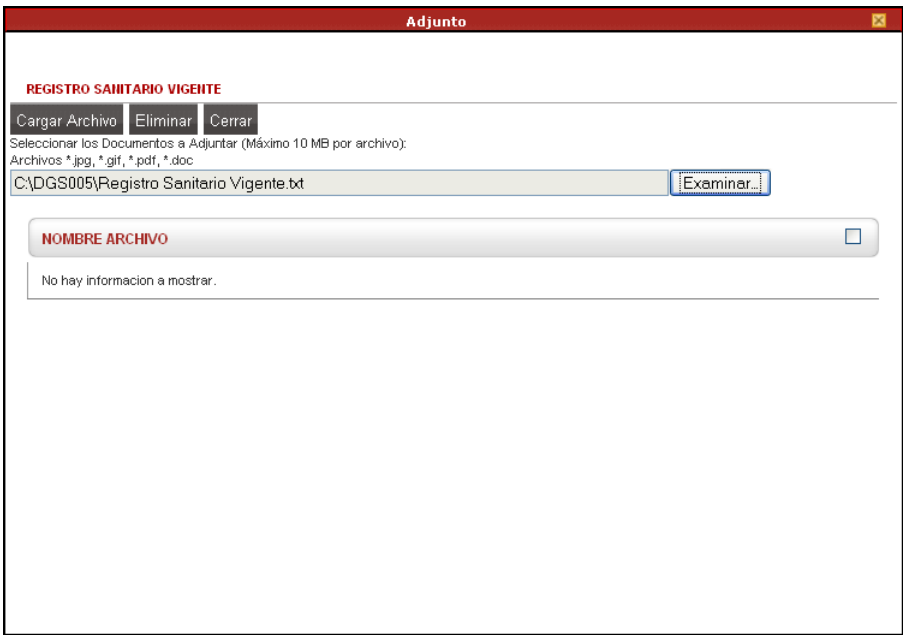 Adjunto
REGISTRO SANITARIO VIGENTE
Cargar Archivo Eliminar Cerrar
Seleccionar los Documentos a Adjuntar (Máximo 10 MB por archivo):
Archivos *.jpg, *.gif, *.pdf, *.doc
C:\DGS005\Registro Sanitario Vigente.txt Examinar...
NOMBRE ARCHIVO
No hay informacion a mostrar.